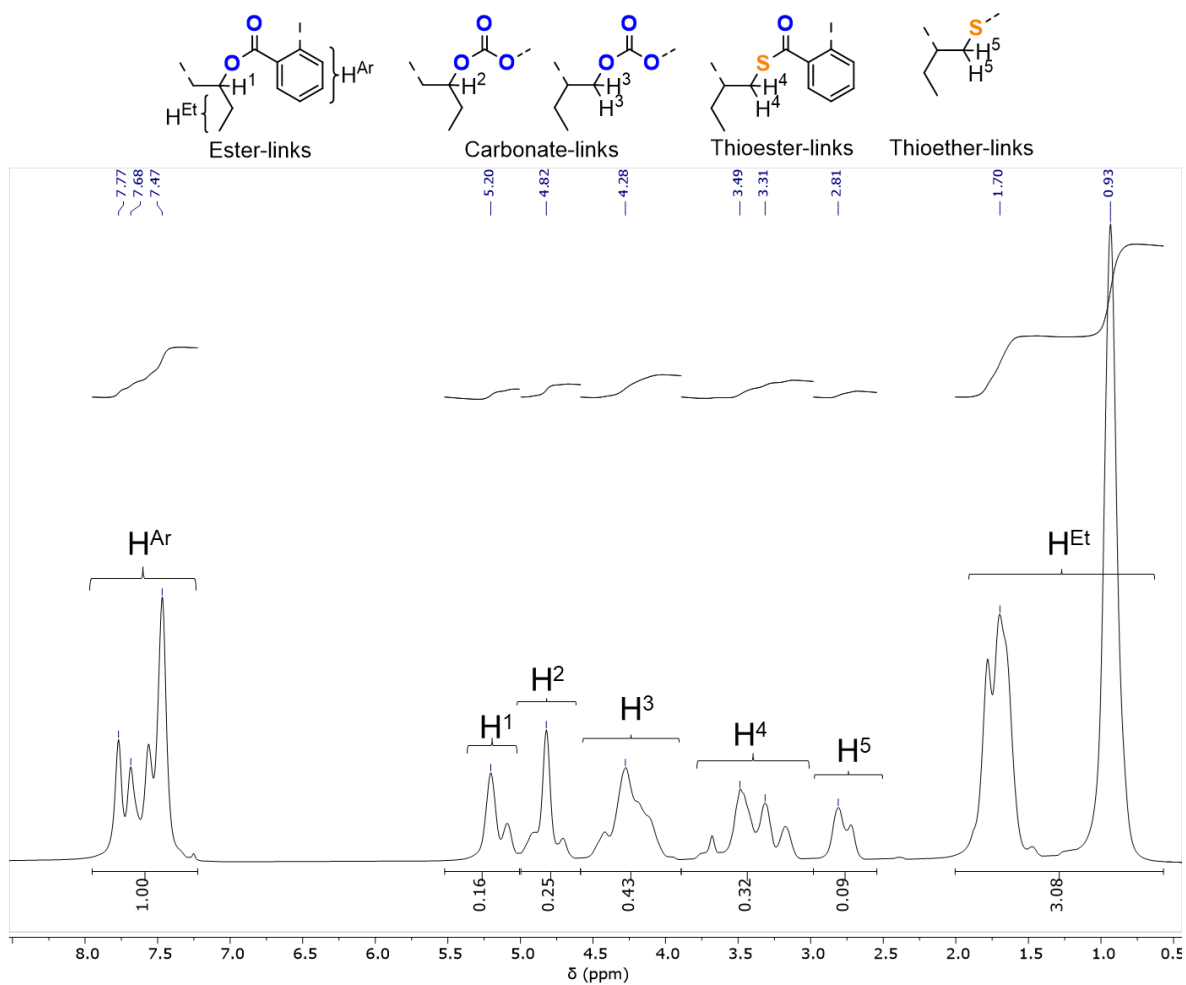 O O O O S
I I
O H¹ HAr O O O O S H⁴ H⁵
H² H³ H⁴ H⁵
HEt H³
Ester-links Carbonate-links Thioester-links Thioether-links
7.77 7.68 7.47 5.20 4.82 4.28 3.49 3.31 2.81 1.70 0.93
HAr HEt
H¹ H² H³ H⁴ H⁵
1.00 0.16 0.25 0.43 0.32 0.09 3.08
8.0 7.5 7.0 6.5 6.0 5.5 5.0 4.5 4.0 3.5 3.0 2.5 2.0 1.5 1.0 0.5
δ (ppm)